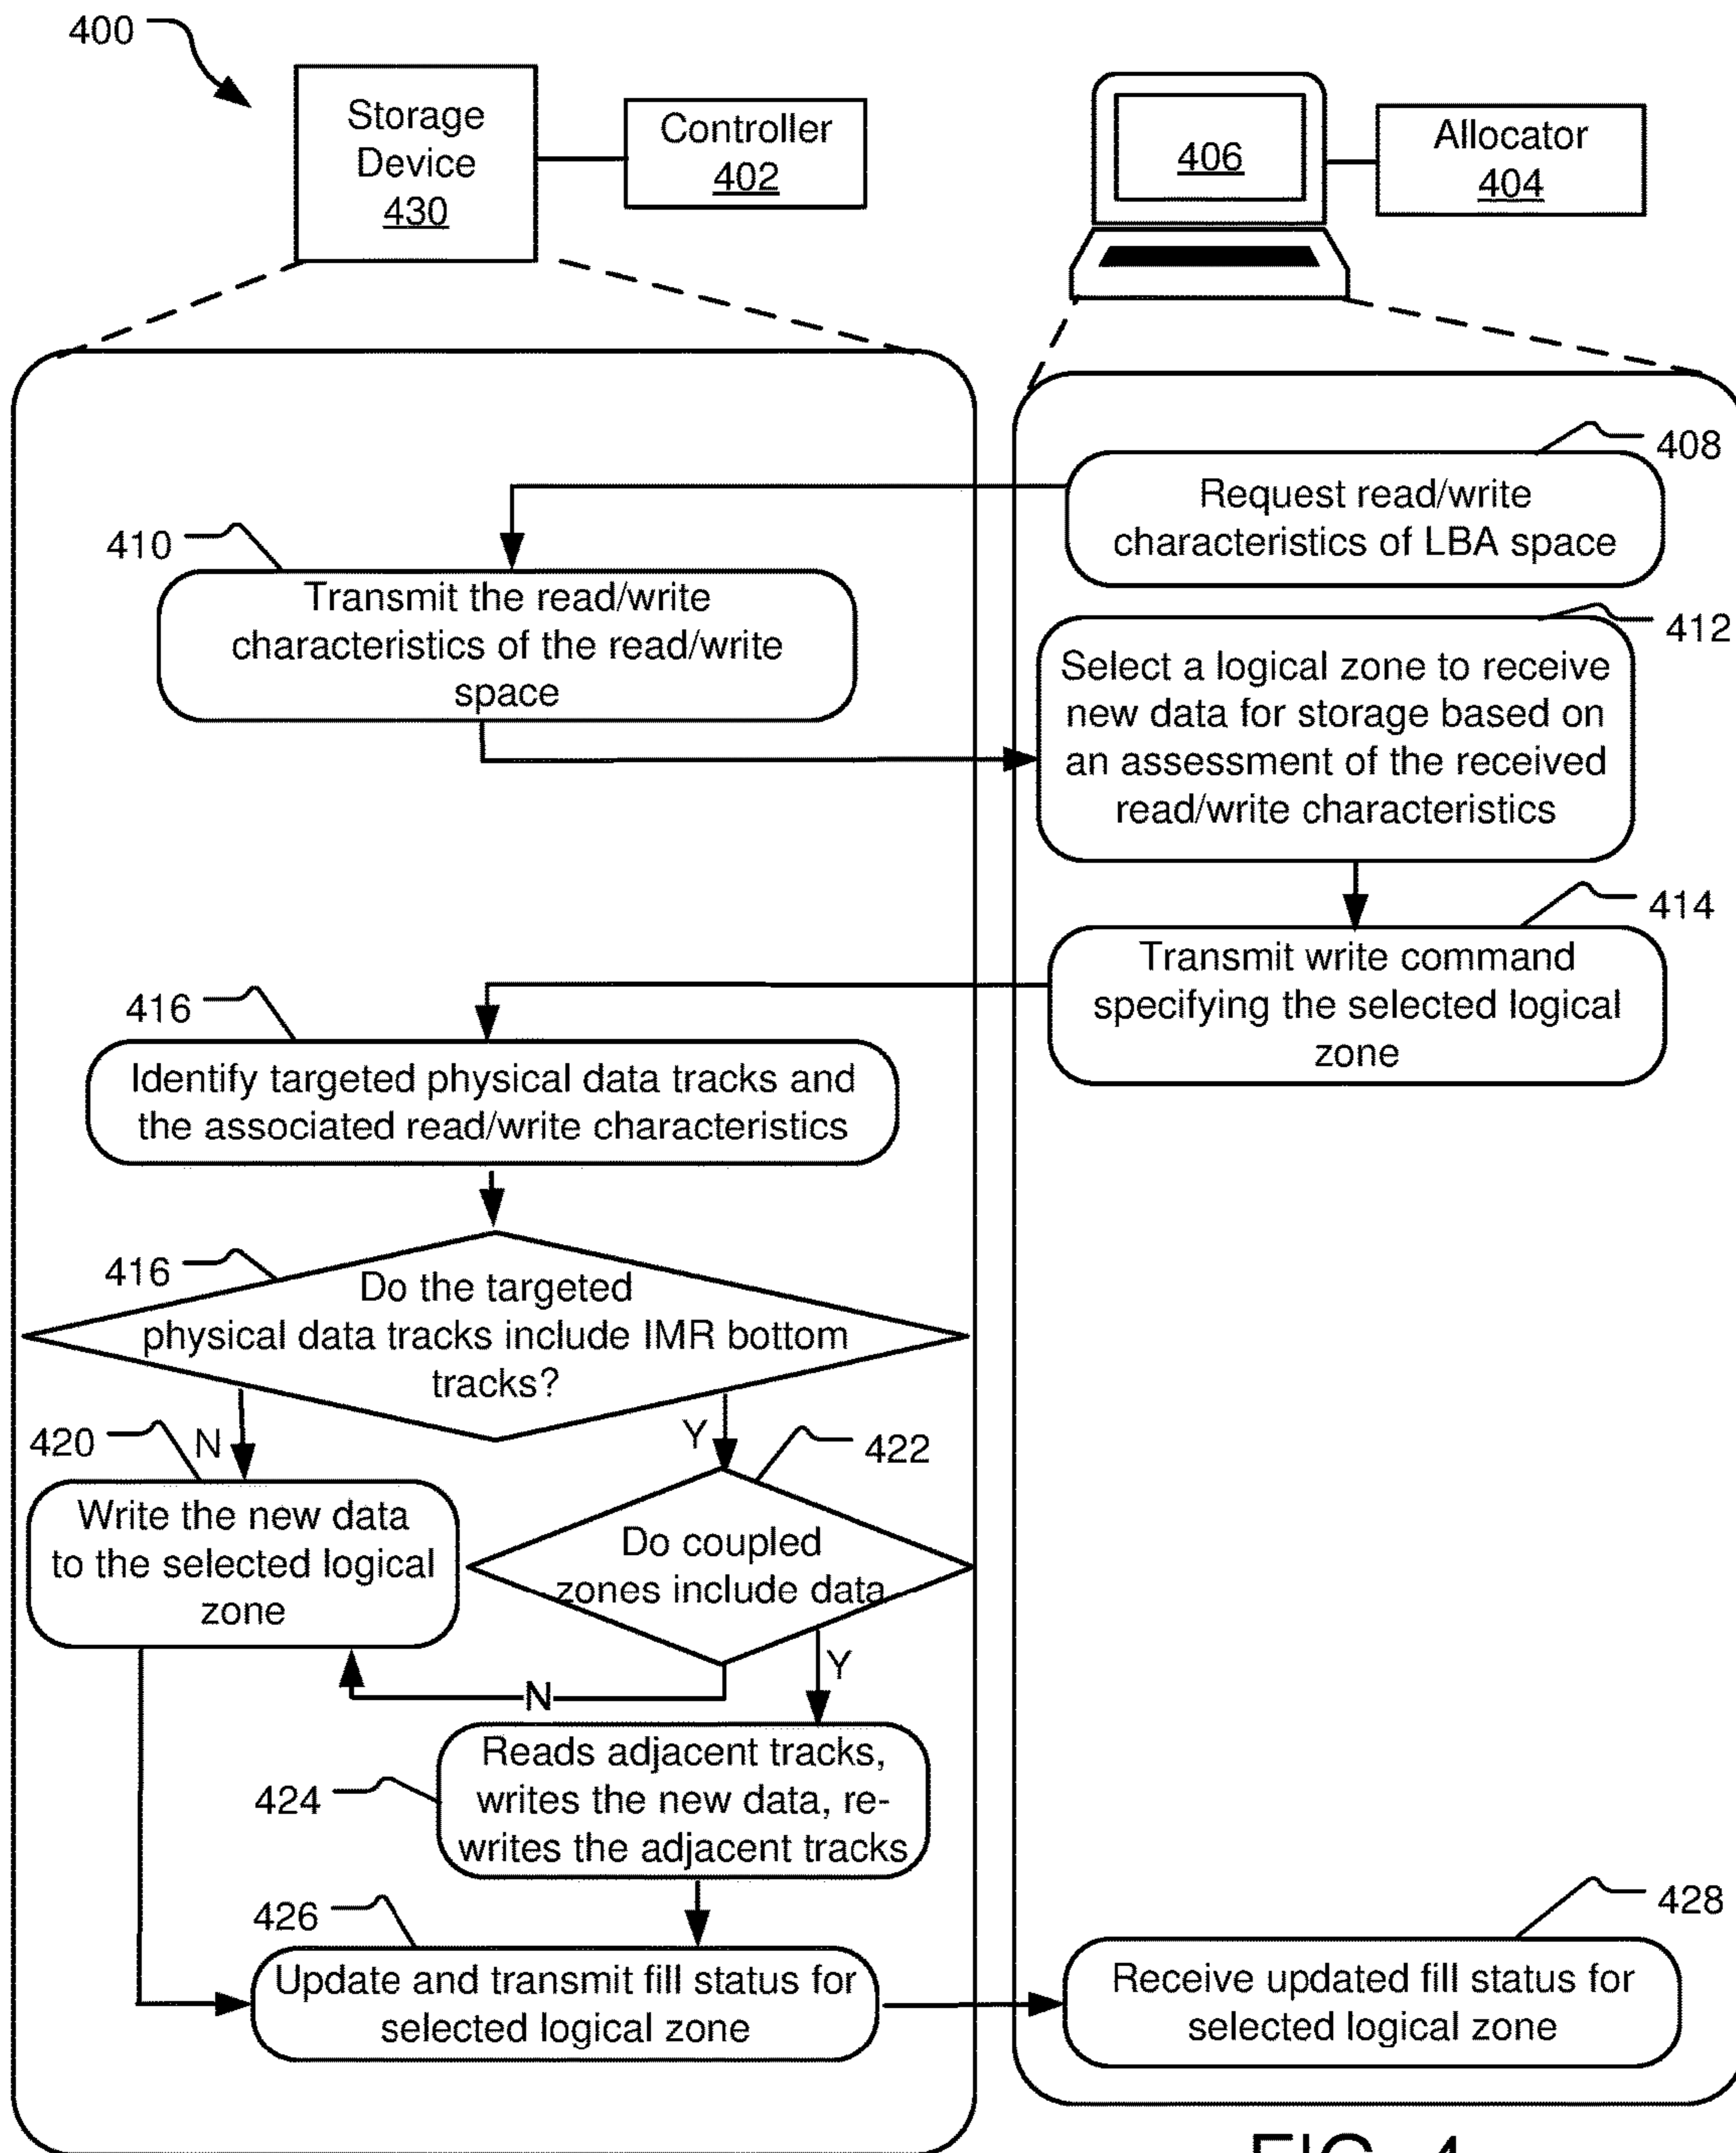 400
Storage
Device
430
Controller
402
406
Allocator
404
408
Request read/write
characteristics of LBA space
410
Transmit the read/write
characteristics of the read/write
space
412
Select a logical zone to receive
new data for storage based on
an assessment of the received
read/write characteristics
414
Transmit write command
specifying the selected logical
zone
416
Identify targeted physical data tracks and
the associated read/write characteristics
416
Do the targeted
physical data tracks include IMR bottom
tracks?
N
Y
420
Write the new data
to the selected logical
zone
422
Do coupled
zones include data
N
Y
424
Reads adjacent tracks,
writes the new data, re-
writes the adjacent tracks
426
Update and transmit fill status for
selected logical zone
428
Receive updated fill status for
selected logical zone
FIG. 4